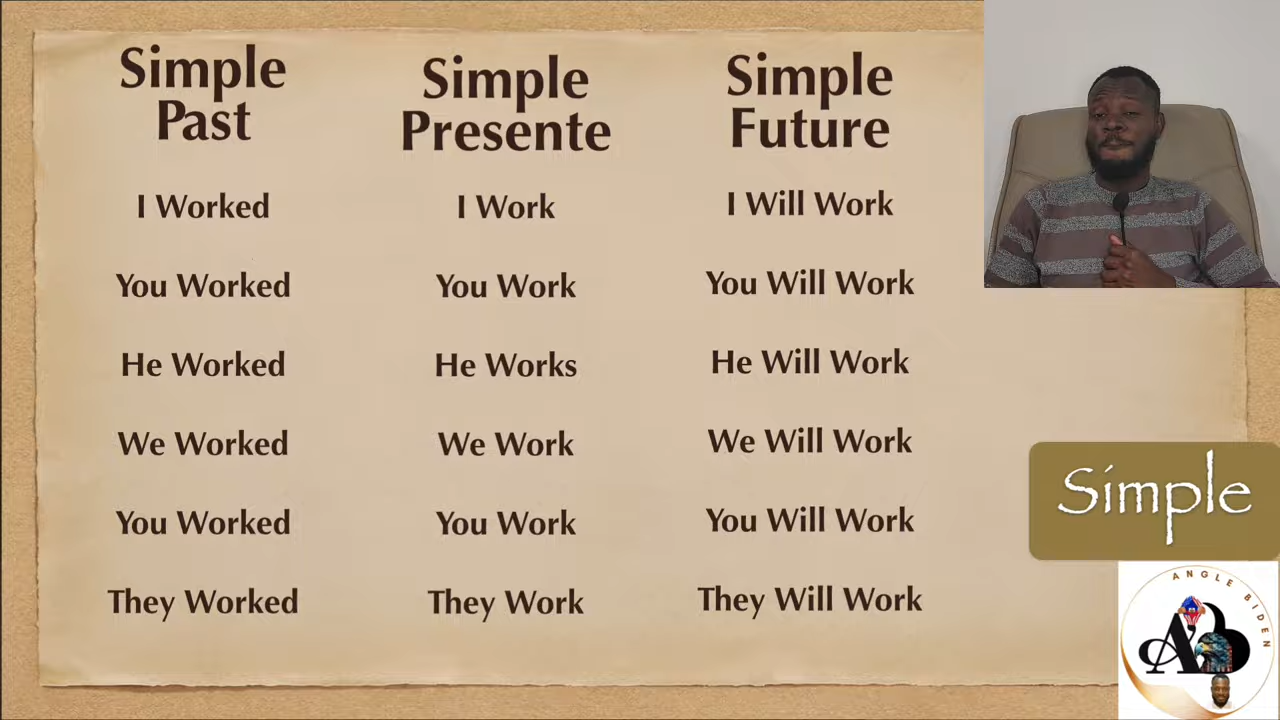 Simple
Past
I Worked
You Worked
He Worked
We Worked
You Worked
They Worked
Simple
Presente
I Work
You Work
He Works
We Work
You Work
They Work
Simple
Future
I Will Work
You Will Work
He Will Work
We Will Work
You Will Work
They Will Work
Simple
ANGLE BIDEN
Ab